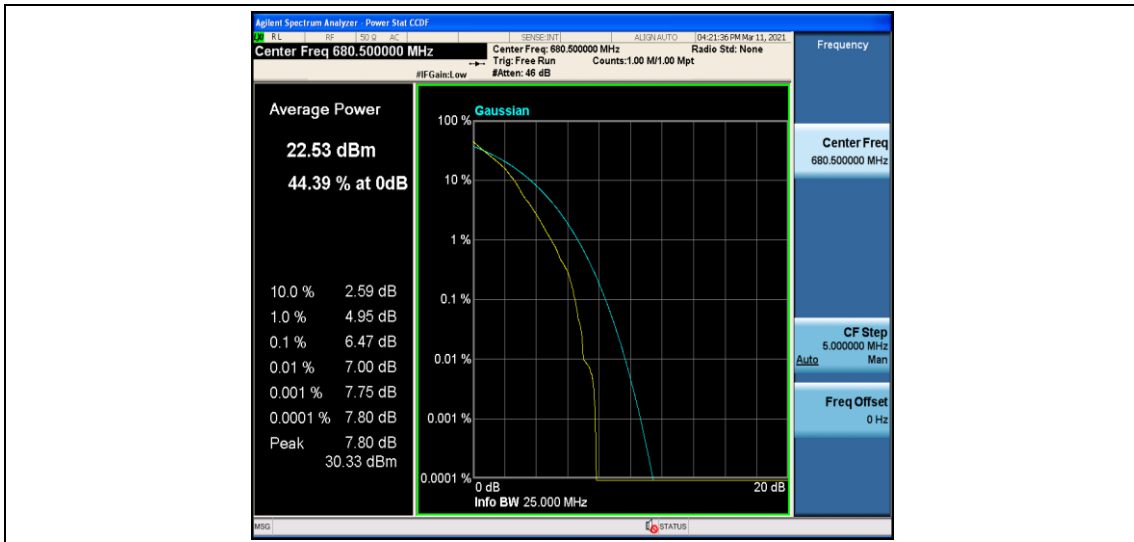 Agilent Spectrum Analyzer - Power Stat CCDF
LXI RL RF 50 Ω AC SENSE:INT ALIGN AUTO 04:21:36 PM Mar 11, 2021
Center Freq 680.500000 MHz
Center Freq: 680.500000 MHz Radio Std: None
Trig: Free Run Counts:1.00 M/1.00 Mpt
#IFGain:Low #Atten: 46 dB
Frequency
Average Power
22.53 dBm
44.39 % at 0dB
10.0 % 2.59 dB
1.0 % 4.95 dB
0.1 % 6.47 dB
0.01 % 7.00 dB
0.001 % 7.75 dB
0.0001 % 7.80 dB
Peak 7.80 dB
30.33 dBm
Gaussian
100 %
10 %
1 %
0.1 %
0.01 %
0.001 %
0.0001 %
0 dB 20 dB
Info BW 25.000 MHz
Center Freq
680.500000 MHz
CF Step
5.000000 MHz
Auto Man
Freq Offset
0 Hz
MSG STATUS